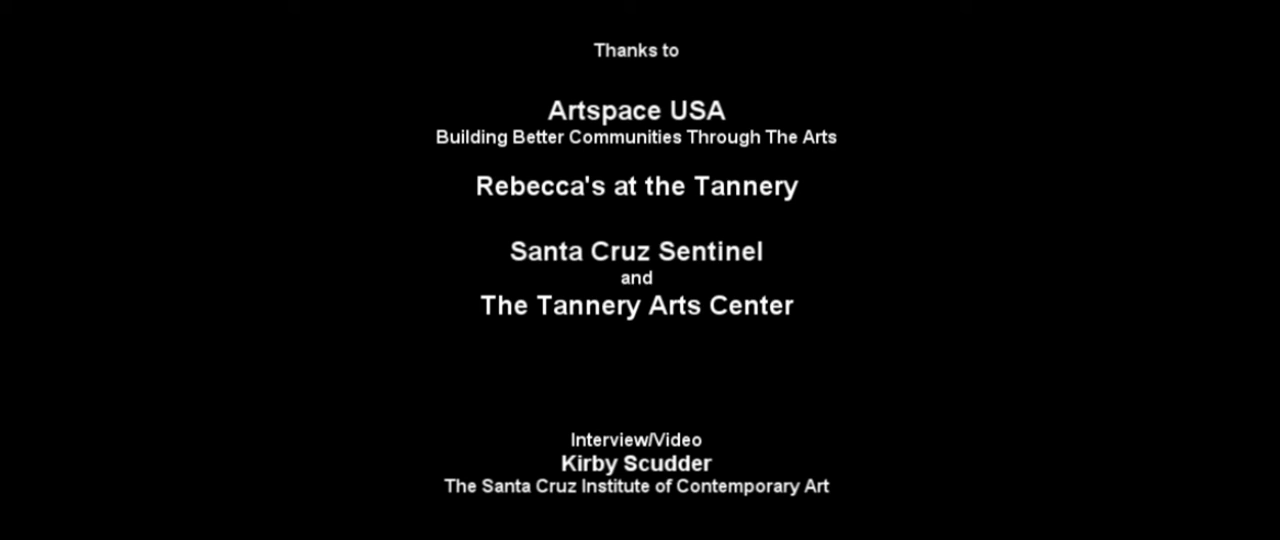 Thanks to
Artspace USA
Building Better Communities Through The Arts
Rebecca's at the Tannery
Santa Cruz Sentinel
and
The Tannery Arts Center
Interview/Video
Kirby Scudder
The Santa Cruz Institute of Contemporary Art